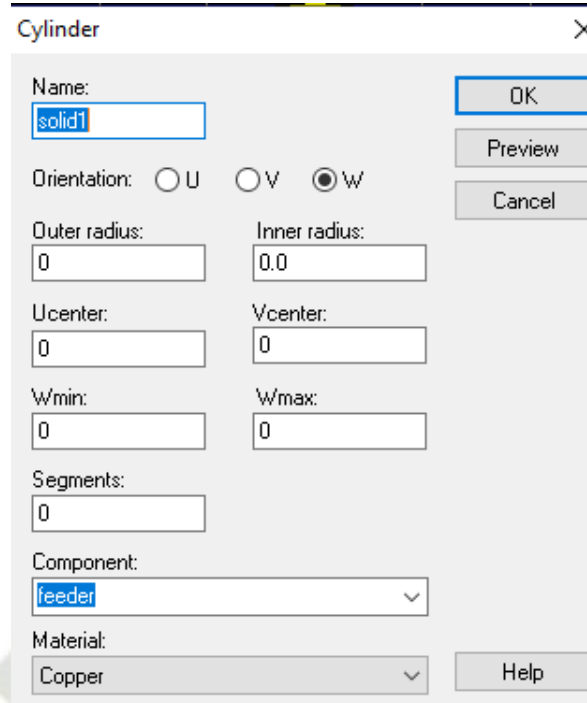 Cylinder
Name:
solid1
OK
Preview
Orientation: U V W
Cancel
Outer radius: Inner radius:
0 0.0
Ucenter: Vcenter:
0 0
Wmin: Wmax:
0 0
Segments:
0
Component:
feeder
Material:
Copper
Help